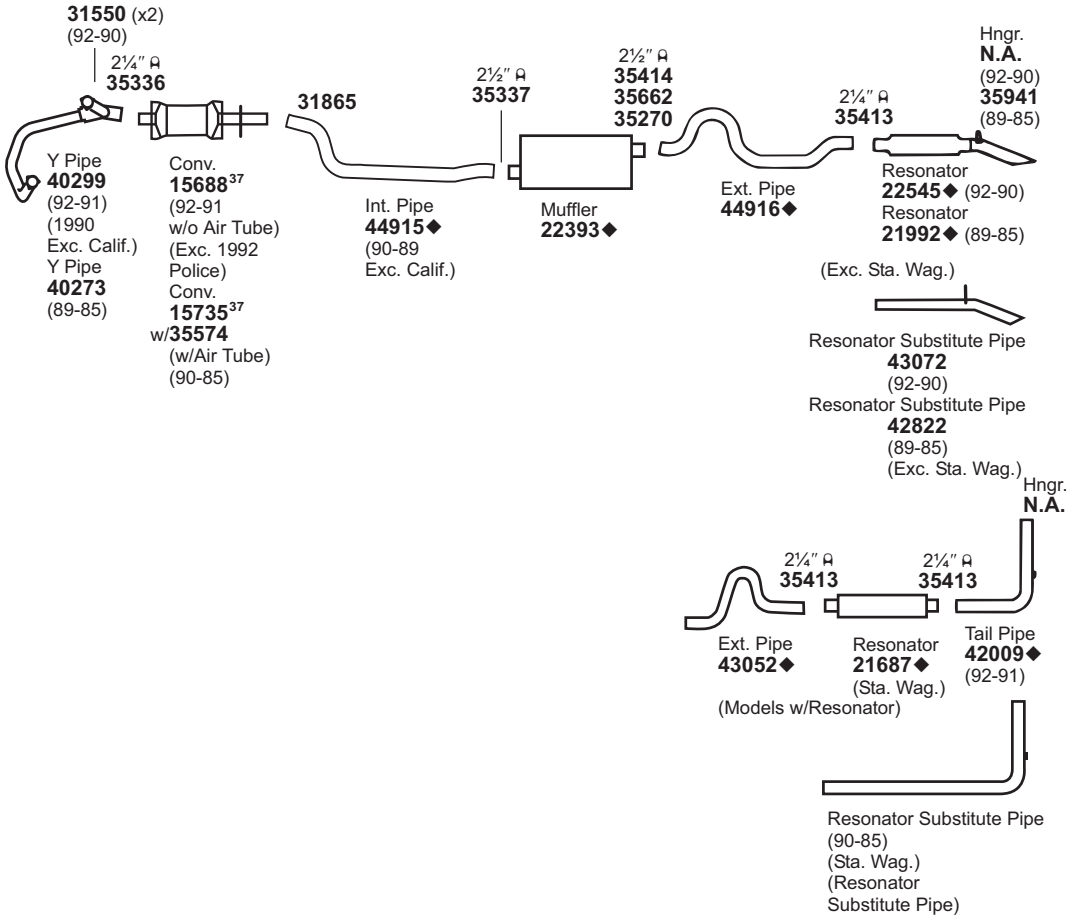 31550 (x2)
(92-90)
2¼″
35336
Y Pipe
40299
(92-91)
(1990
Exc. Calif.)
Y Pipe
40273
(89-85)
Conv.
15688³⁷
(92-91
w/o Air Tube)
(Exc. 1992
Police)
Conv.
15735³⁷
w/35574
(w/Air Tube)
(90-85)
31865
Int. Pipe
44915◆
(90-89
Exc. Calif.)
2½″
35337
Muffler
22393◆
2½″
35414
35662
35270
Ext. Pipe
44916◆
2¼″
35413
Hngr.
N.A.
(92-90)
35941
(89-85)
Resonator
22545◆ (92-90)
Resonator
21992◆ (89-85)
(Exc. Sta. Wag.)
Resonator Substitute Pipe
43072
(92-90)
Resonator Substitute Pipe
42822
(89-85)
(Exc. Sta. Wag.)
Hngr.
N.A.
2¼″
35413
2¼″
35413
Ext. Pipe
43052◆
(Models w/Resonator)
Resonator
21687◆
(Sta. Wag.)
Tail Pipe
42009◆
(92-91)
Resonator Substitute Pipe
(90-85)
(Sta. Wag.)
(Resonator
Substitute Pipe)